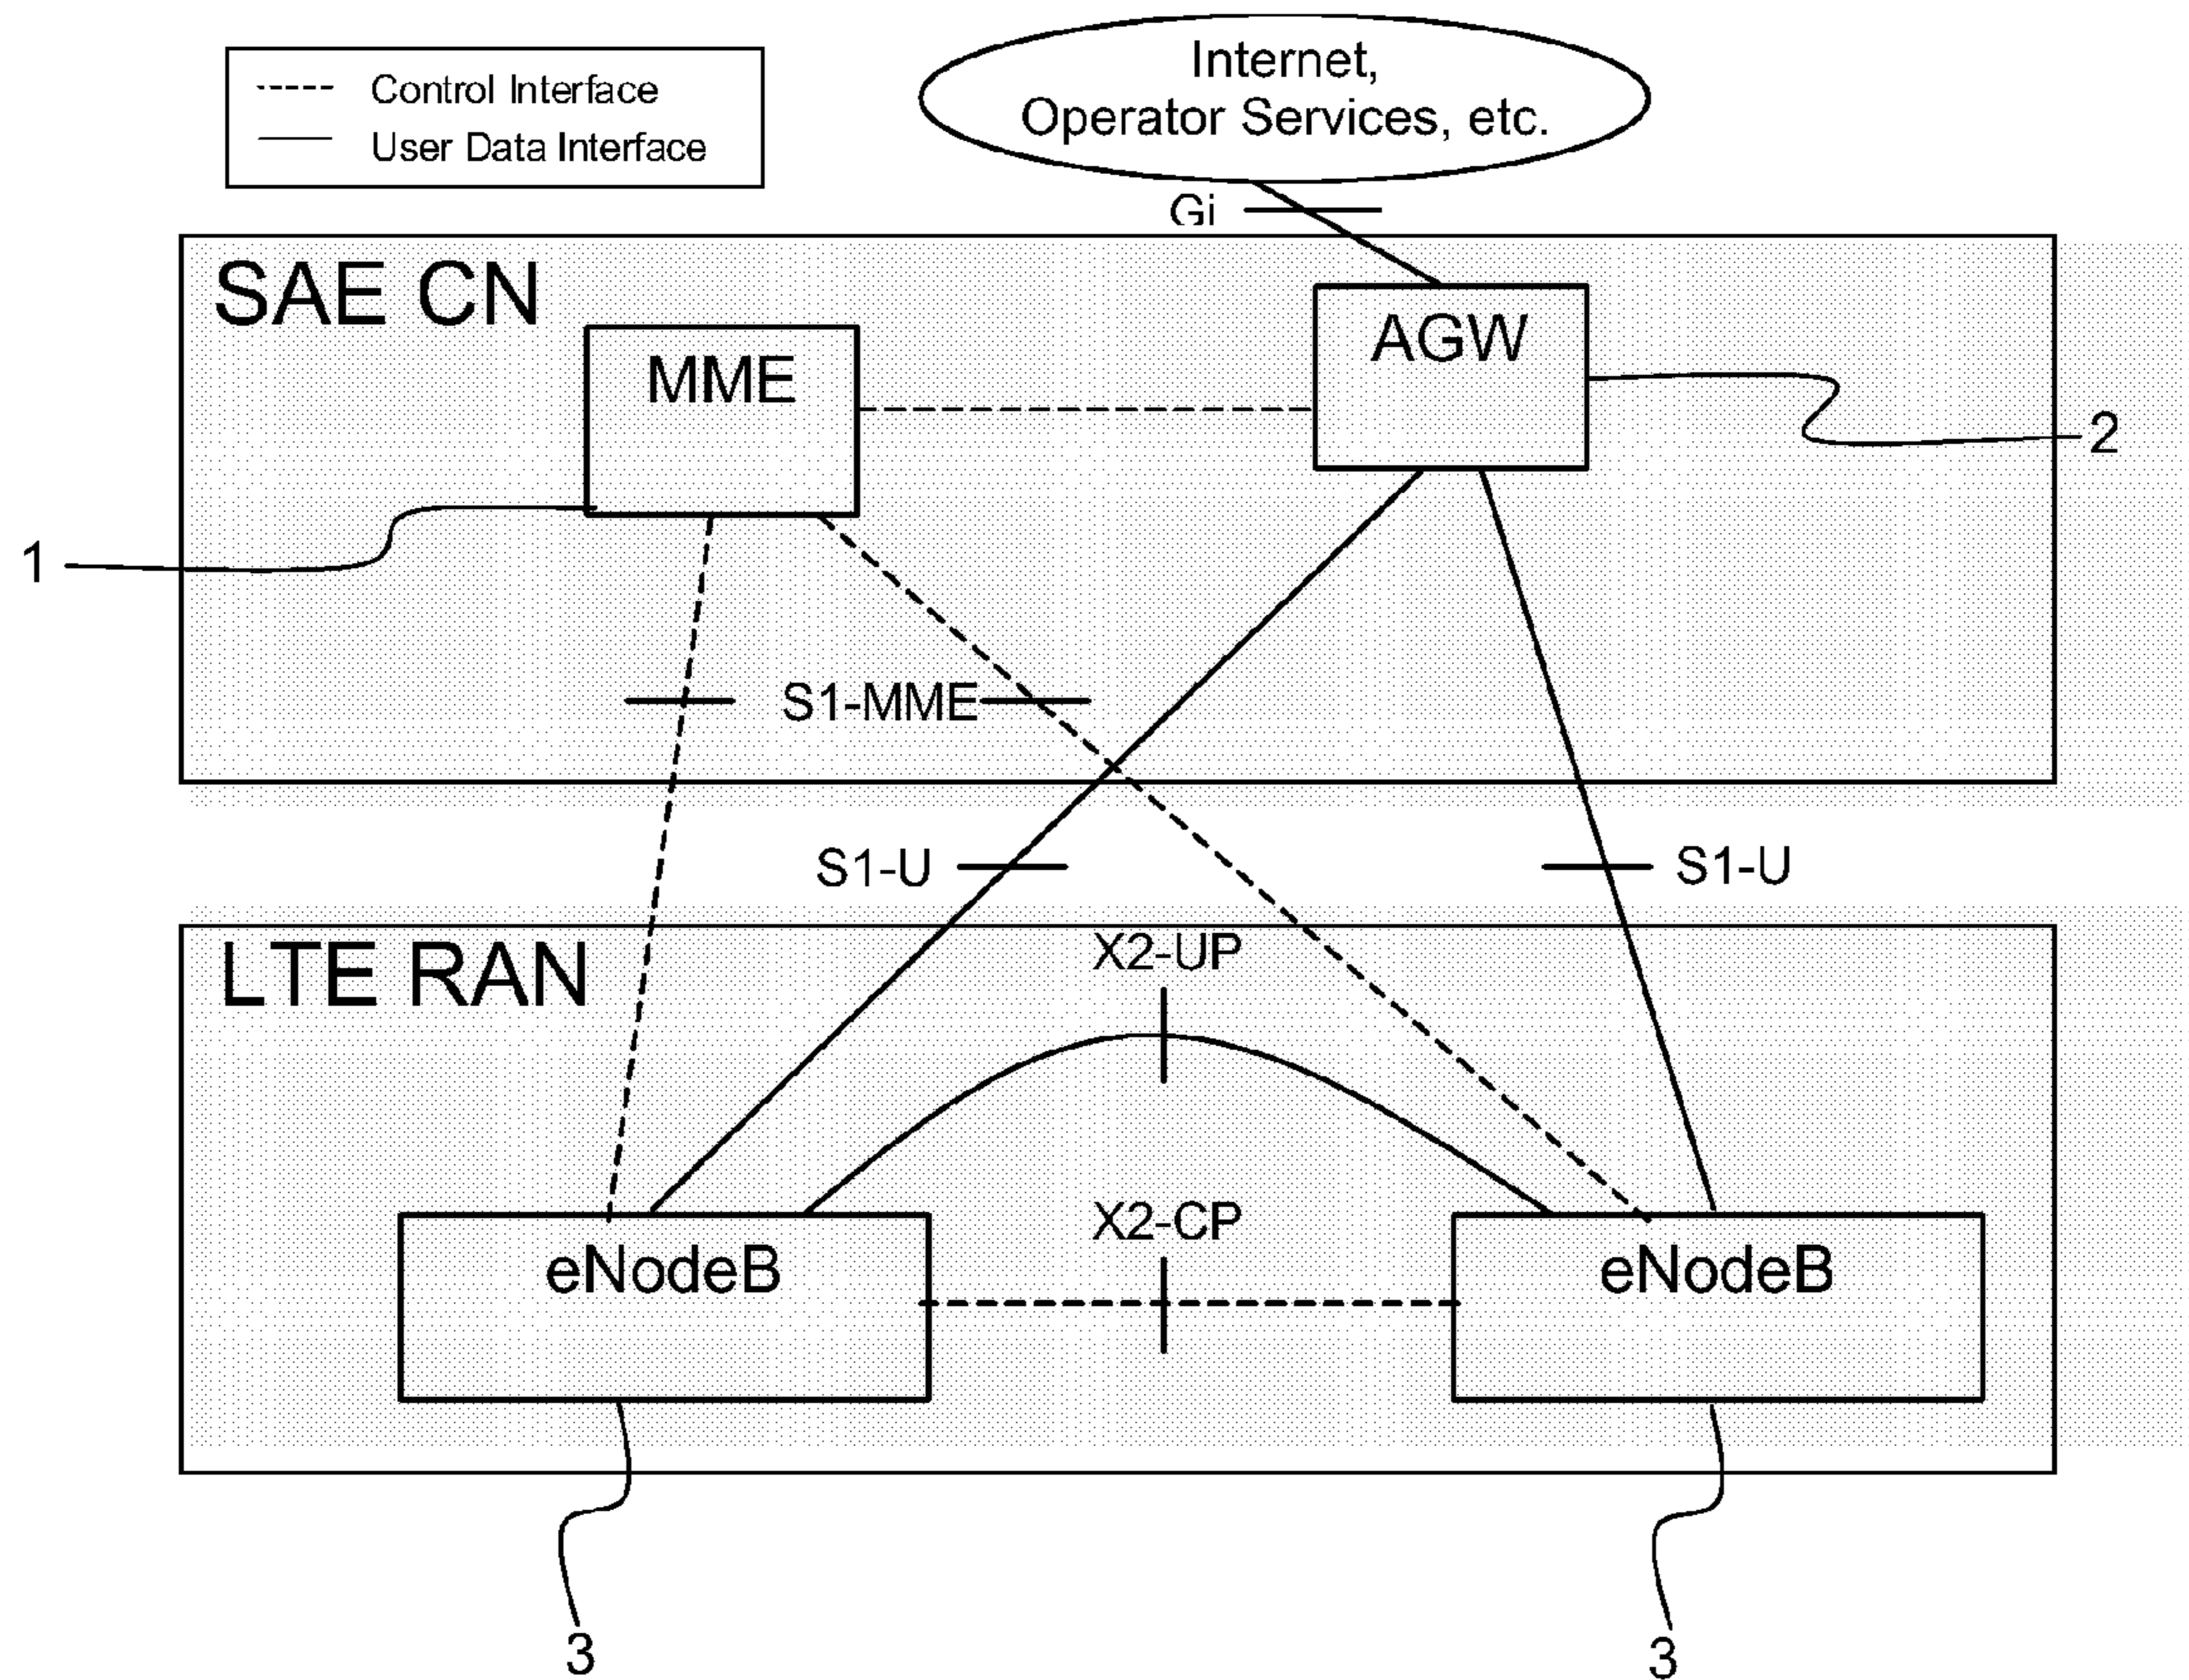 Control Interface
User Data Interface
Internet,
Operator Services, etc.
Gi
SAE CN
MME
AGW
2
1
S1-MME
S1-U
S1-U
LTE RAN
X2-UP
X2-CP
eNodeB
eNodeB
3
3